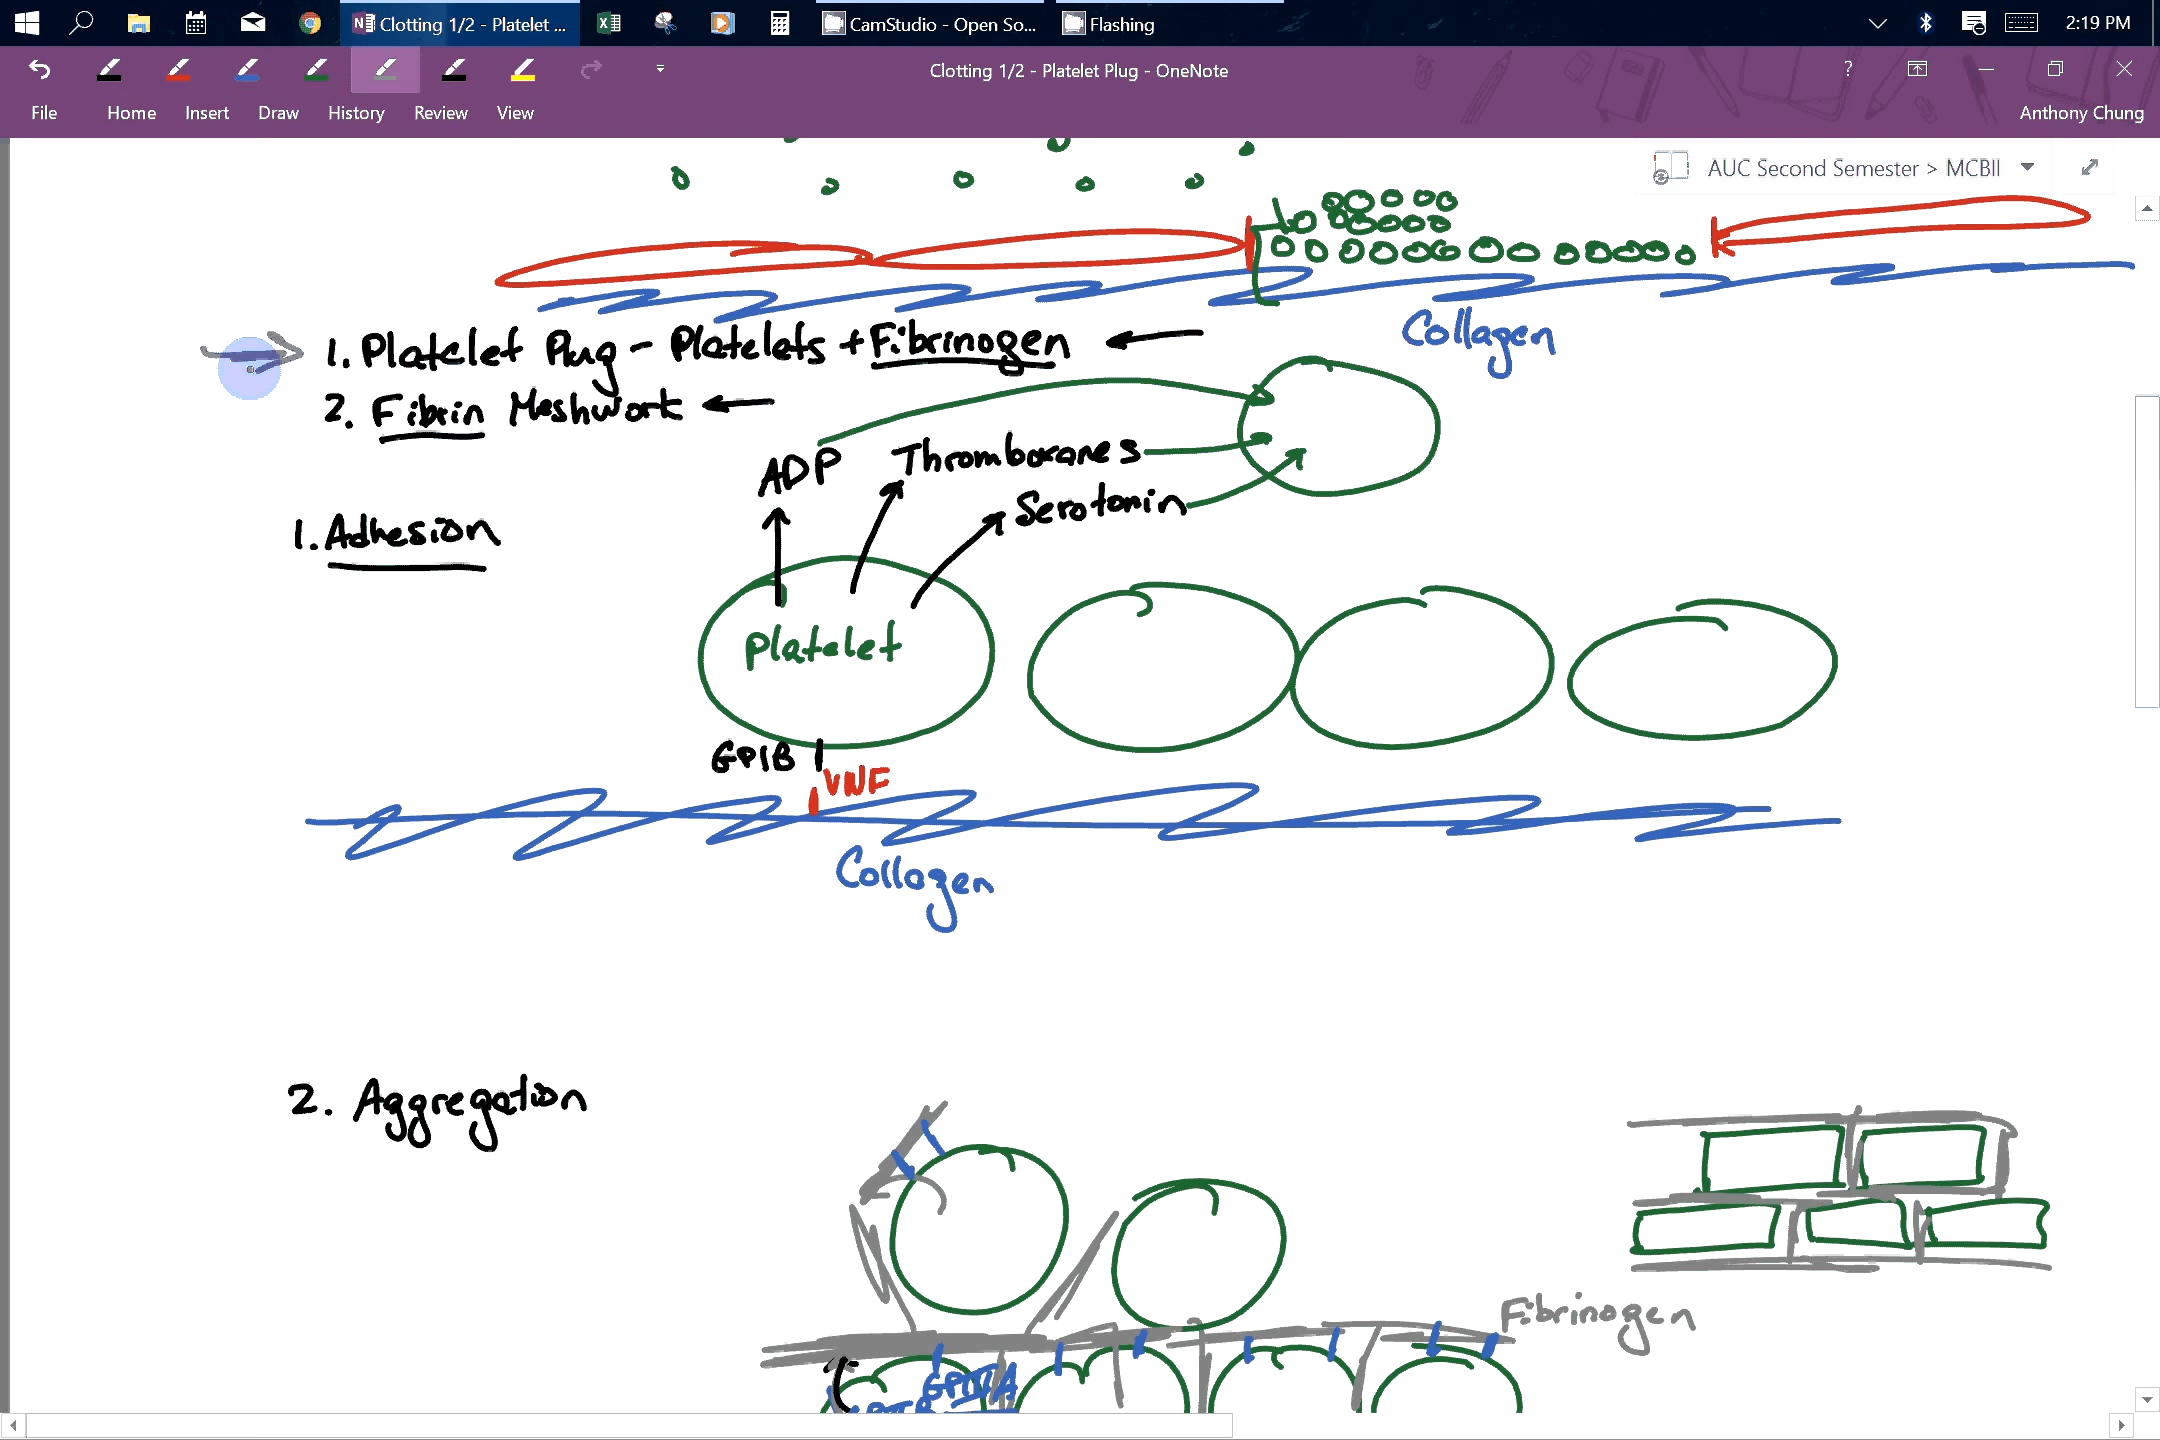 Clotting 1/2 - Platelet ...
CamStudio - Open So...
Flashing
2:19 PM
Clotting 1/2 - Platelet Plug - OneNote
?
File Home Insert Draw History Review View
Anthony Chung
AUC Second Semester > MCBII
Collagen
1. Platelet Plug - Platelets + Fibrinogen
2. Fibrin Meshwork
ADP
Thromboxanes
Serotonin
1. Adhesion
Platelet
GPIB
VWF
Collagen
2. Aggregation
Fibrinogen